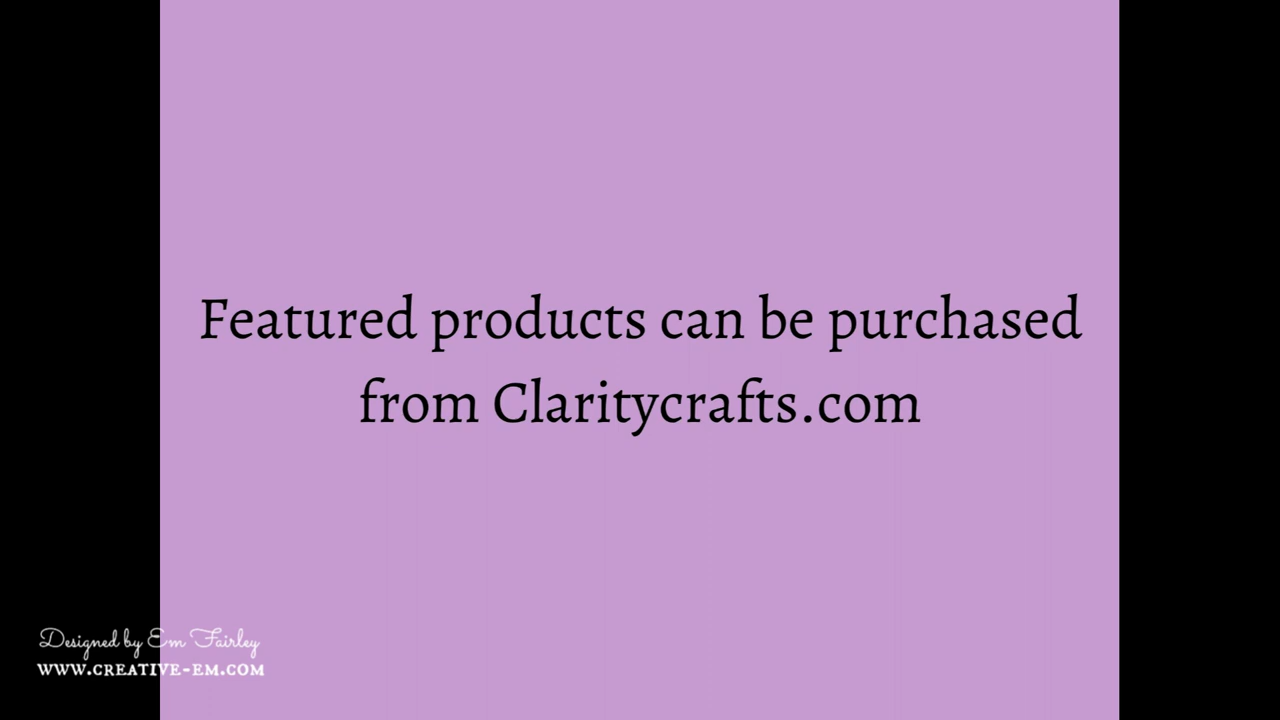 Featured products can be purchased
from Claritycrafts.com
Designed by Em Fairley
WWW.CREATIVE-EM.COM